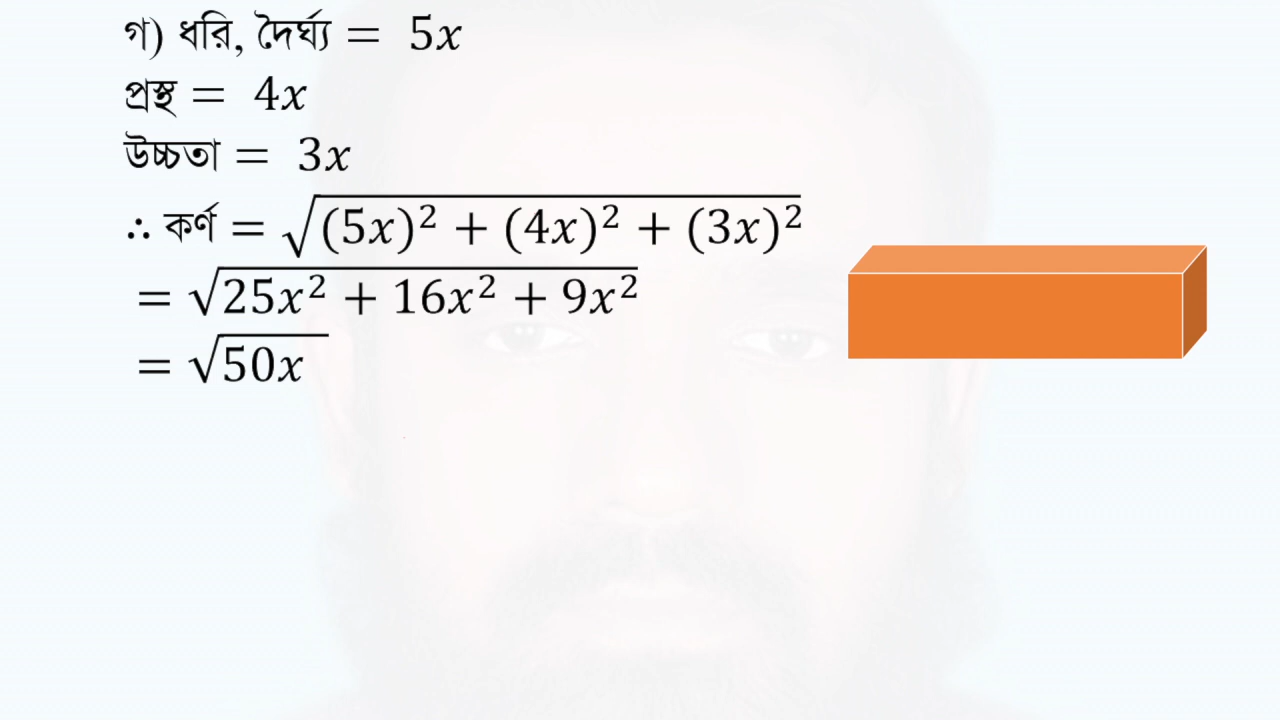 গ) ধরি, দৈর্ঘ্য = 5x
প্রস্থ = 4x
উচ্চতা = 3x
∴ কর্ণ = √(5x)² + (4x)² + (3x)²
= √25x² + 16x² + 9x²
= √50x